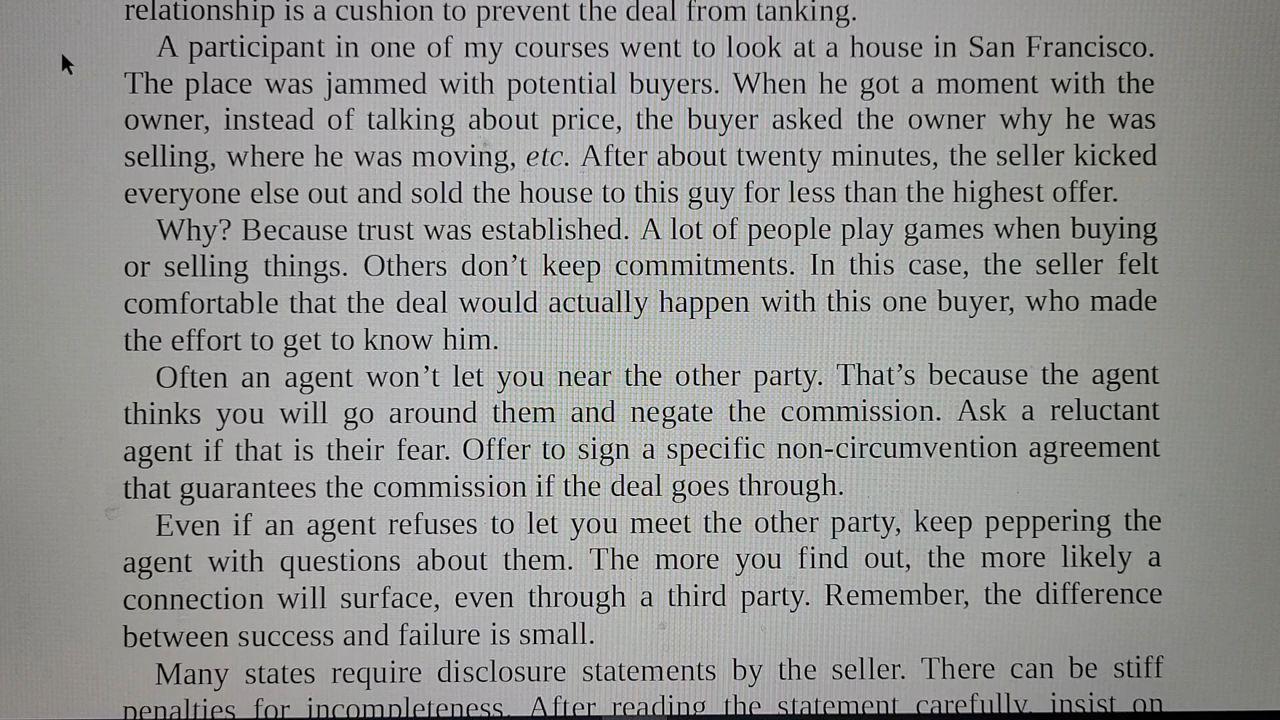 relationship is a cushion to prevent the deal from tanking.
A participant in one of my courses went to look at a house in San Francisco.
The place was jammed with potential buyers. When he got a moment with the
owner, instead of talking about price, the buyer asked the owner why he was
selling, where he was moving, etc. After about twenty minutes, the seller kicked
everyone else out and sold the house to this guy for less than the highest offer.
Why? Because trust was established. A lot of people play games when buying
or selling things. Others don’t keep commitments. In this case, the seller felt
comfortable that the deal would actually happen with this one buyer, who made
the effort to get to know him.
Often an agent won’t let you near the other party. That’s because the agent
thinks you will go around them and negate the commission. Ask a reluctant
agent if that is their fear. Offer to sign a specific non-circumvention agreement
that guarantees the commission if the deal goes through.
Even if an agent refuses to let you meet the other party, keep peppering the
agent with questions about them. The more you find out, the more likely a
connection will surface, even through a third party. Remember, the difference
between success and failure is small.
Many states require disclosure statements by the seller. There can be stiff
penalties for incompleteness. After reading the statement carefully, insist on